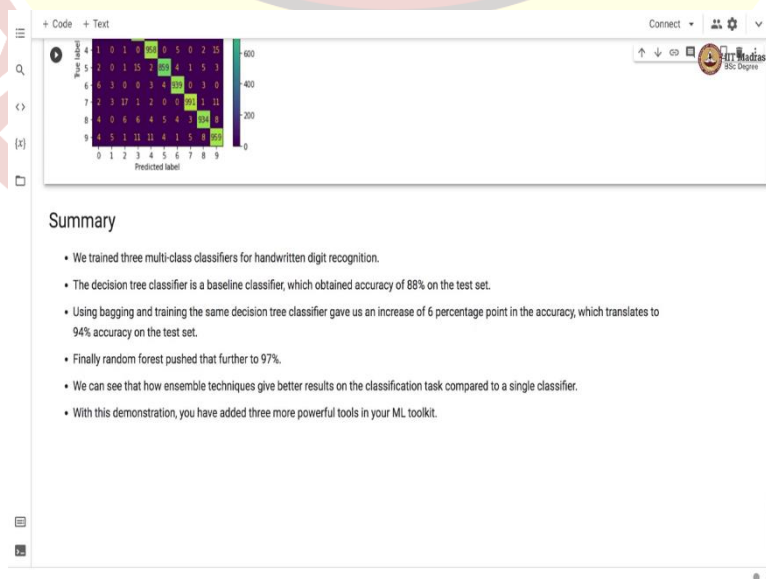 + Code + Text
Connect
IIT Madras
BSc Degree
True label
4 1 0 1 0 958 0 5 0 2 15
5 2 0 1 15 2 859 4 1 5 3
6 6 3 0 0 3 4 939 0 3 0
7 2 3 17 1 2 0 0 991 1 11
8 4 0 6 6 4 5 4 3 934 8
9 4 5 1 11 11 4 1 5 8 959
0 1 2 3 4 5 6 7 8 9
Predicted label
600
400
200
0
{x}
Summary
• We trained three multi-class classifiers for handwritten digit recognition.
• The decision tree classifier is a baseline classifier, which obtained accuracy of 88% on the test set.
• Using bagging and training the same decision tree classifier gave us an increase of 6 percentage point in the accuracy, which translates to
94% accuracy on the test set.
• Finally random forest pushed that further to 97%.
• We can see that how ensemble techniques give better results on the classification task compared to a single classifier.
• With this demonstration, you have added three more powerful tools in your ML toolkit.